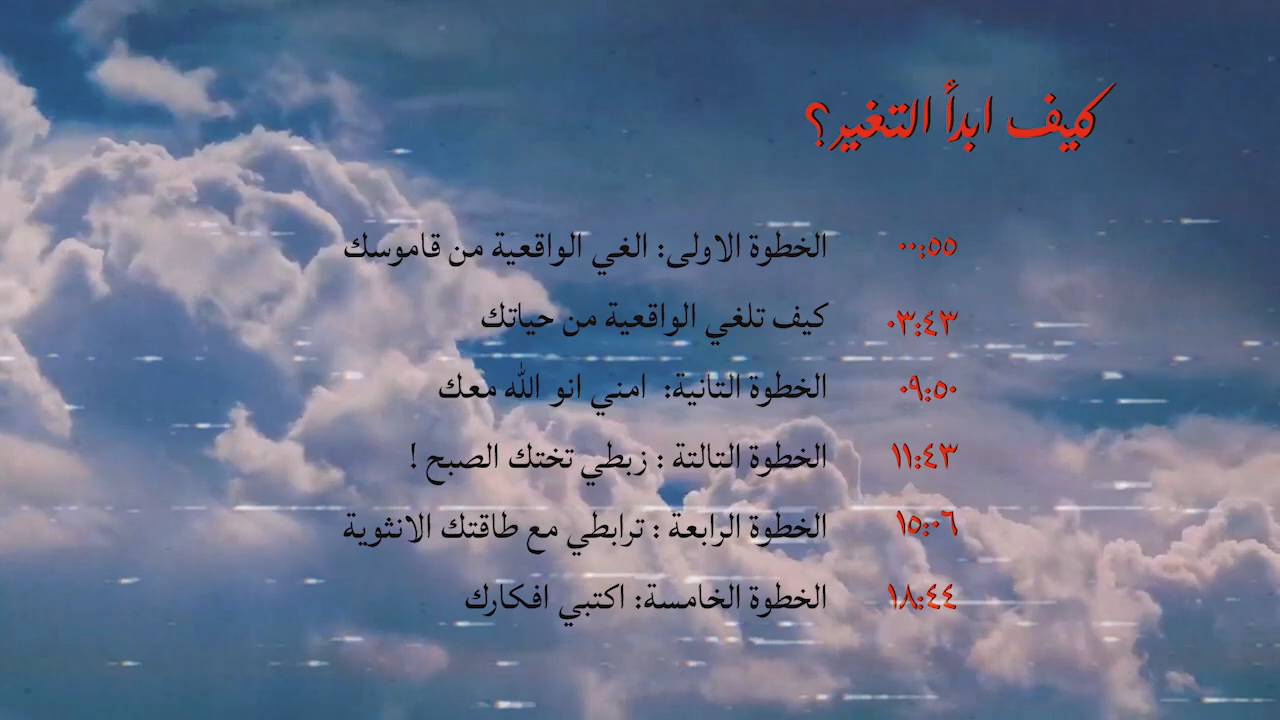 كيف ابدأ التغير؟
٠٠:٥٥ الخطوة الاولى: الغي الواقعية من قاموسك
٠٣:٤٣ كيف تلغي الواقعية من حياتك
٠٩:٥٠ الخطوة التانية: امني انو الله معك
١١:٤٣ الخطوة التالتة : زبطي تختك الصبح !
١٥:٠٦ الخطوة الرابعة : ترابطي مع طاقتك الانثوية
١٨:٤٤ الخطوة الخامسة: اكتبي افكارك